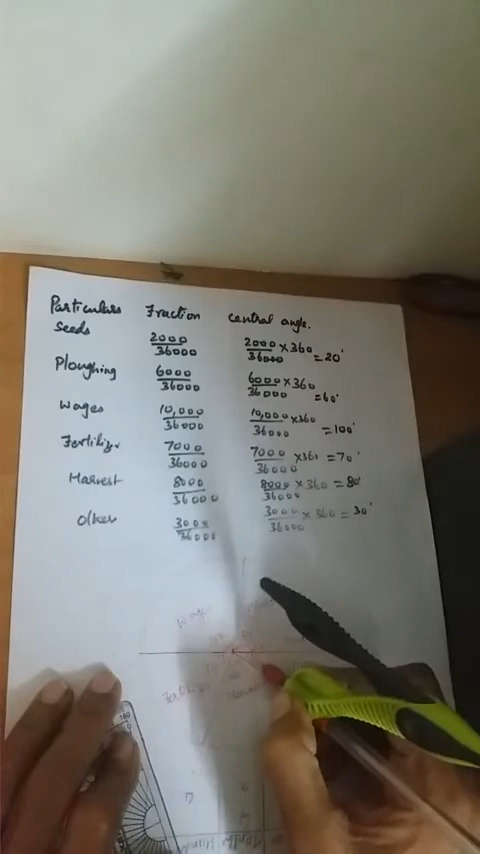 Particulars Fraction central angle.
Seeds 2000/36000 2000/36000 × 360 = 20°
Ploughing 6000/36000 6000/36000 × 360 = 60°
Wages 10,000/36000 10,000/36000 × 360 = 100°
Fertilizer 7000/36000 7000/36000 × 360 = 70°
Harvest 8000/36000 8000/36000 × 360 = 80°
Other 3000/36000 3000/36000 × 360 = 30°
Wages